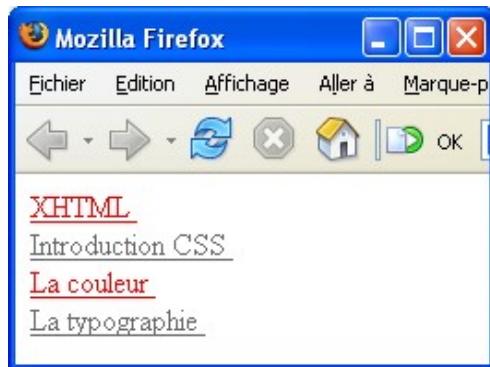 Mozilla Firefox
Fichier Edition Affichage Aller à Marque-p
OK
XHTML
Introduction CSS
La couleur
La typographie